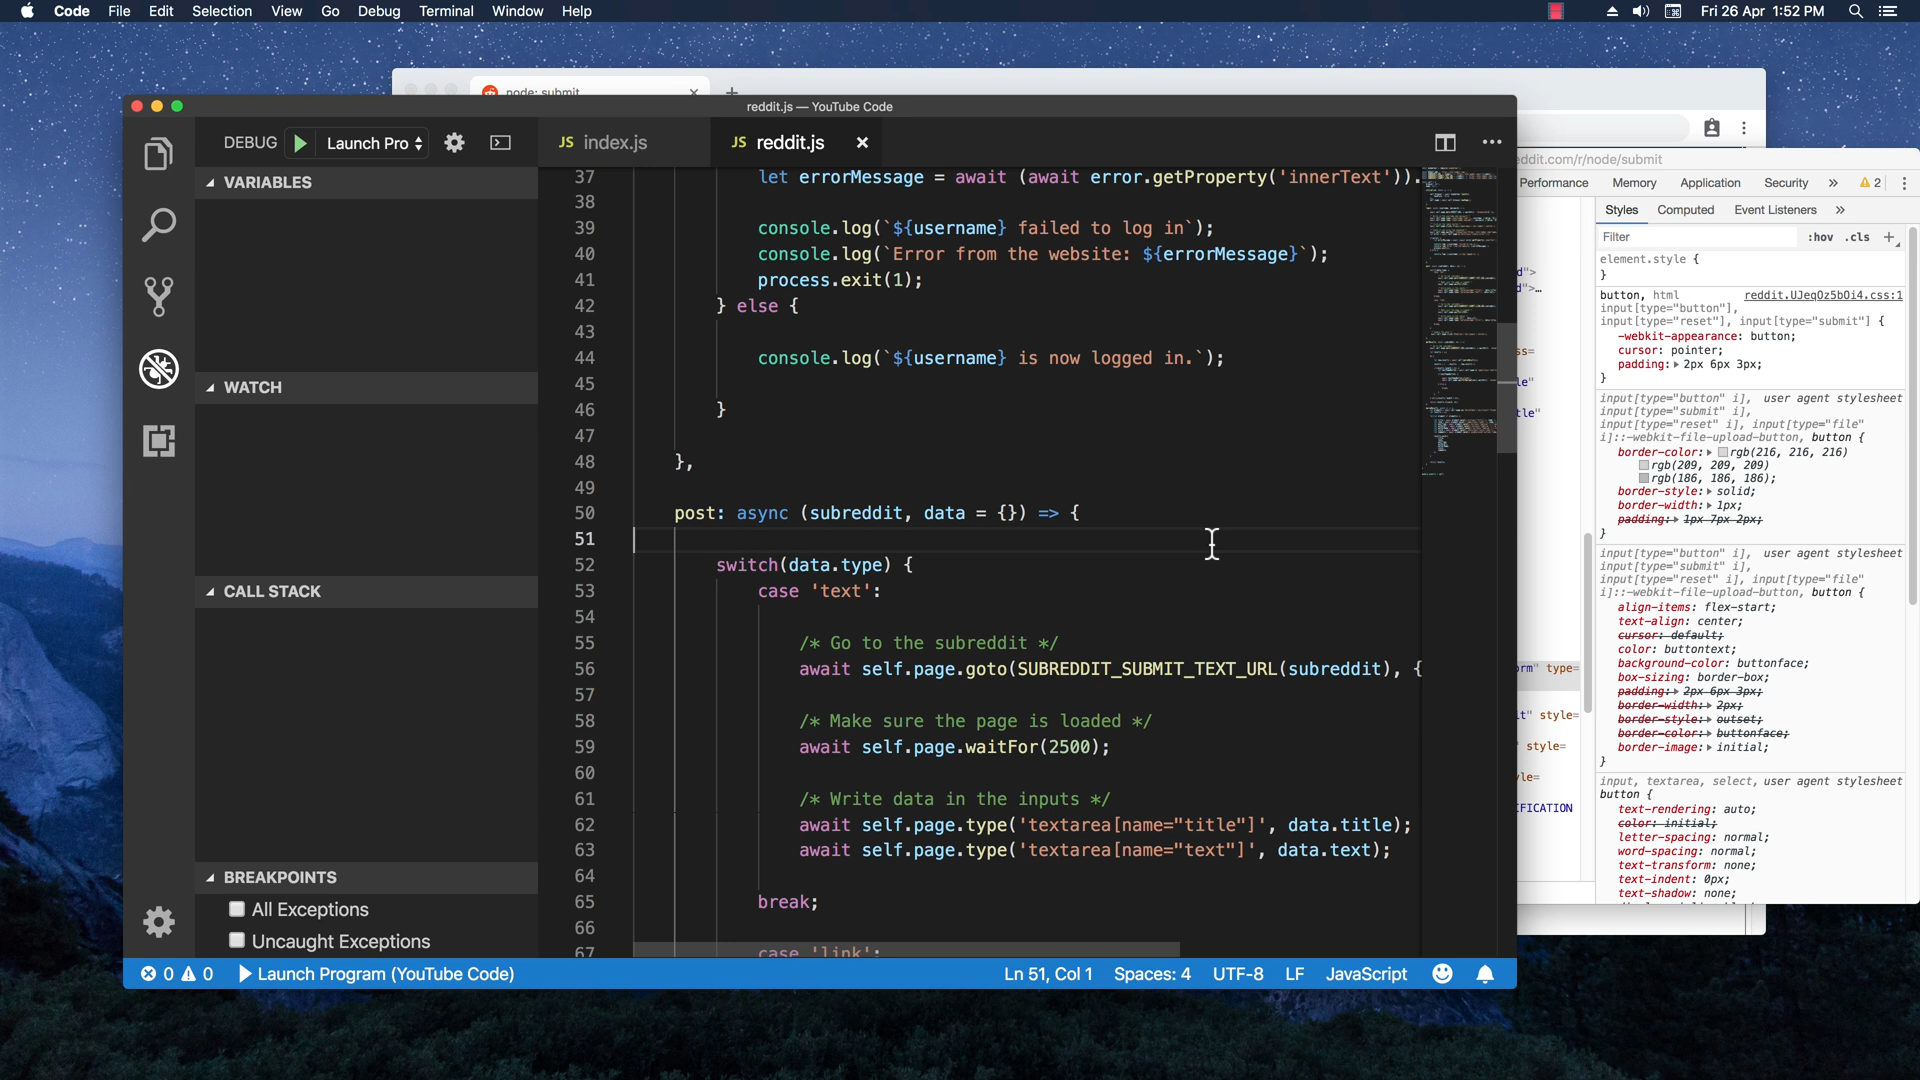 Code File Edit Selection View Go Debug Terminal Window Help
Fri 26 Apr 1:52 PM
node: submit
reddit.js — YouTube Code
DEBUG Launch Pro
JS index.js
JS reddit.js
VARIABLES
WATCH
CALL STACK
BREAKPOINTS
All Exceptions
Uncaught Exceptions
37 let errorMessage = await (await error.getProperty('innerText')).
38
39 console.log(`${username} failed to log in`);
40 console.log(`Error from the website: ${errorMessage}`);
41 process.exit(1);
42 } else {
43
44 console.log(`${username} is now logged in.`);
45
46 }
47
48 },
49
50 post: async (subreddit, data = {}) => {
51
52 switch(data.type) {
53 case 'text':
54
55 /* Go to the subreddit */
56 await self.page.goto(SUBREDDIT_SUBMIT_TEXT_URL(subreddit), {
57
58 /* Make sure the page is loaded */
59 await self.page.waitFor(2500);
60
61 /* Write data in the inputs */
62 await self.page.type('textarea[name="title"]', data.title);
63 await self.page.type('textarea[name="text"]', data.text);
64
65 break;
66
67 case 'link':
0 0 Launch Program (YouTube Code)
Ln 51, Col 1 Spaces: 4 UTF-8 LF JavaScript
eddit.com/r/node/submit
Performance Memory Application Security » 2
Styles Computed Event Listeners »
Filter :hov .cls +
element.style {
}
button, html reddit.UJeqOz5bOi4.css:1
input[type="button"],
input[type="reset"], input[type="submit"] {
-webkit-appearance: button;
cursor: pointer;
padding: 2px 6px 3px;
}
input[type="button" i], user agent stylesheet
input[type="submit" i],
input[type="reset" i], input[type="file"
i]::-webkit-file-upload-button, button {
border-color: rgb(216, 216, 216)
rgb(209, 209, 209)
rgb(186, 186, 186);
border-style: solid;
border-width: 1px;
padding: 1px 7px 2px;
}
input[type="button" i], user agent stylesheet
input[type="submit" i],
input[type="reset" i], input[type="file"
i]::-webkit-file-upload-button, button {
align-items: flex-start;
text-align: center;
cursor: default;
color: buttontext;
background-color: buttonface;
box-sizing: border-box;
padding: 2px 6px 3px;
border-width: 2px;
border-style: outset;
border-color: buttonface;
border-image: initial;
}
input, textarea, select, user agent stylesheet
button {
text-rendering: auto;
color: initial;
letter-spacing: normal;
word-spacing: normal;
text-transform: none;
text-indent: 0px;
text-shadow: none;
d">
d">…
ss=
le"
tle"
orm" type=
it" style=
style=
yle=
IFICATION